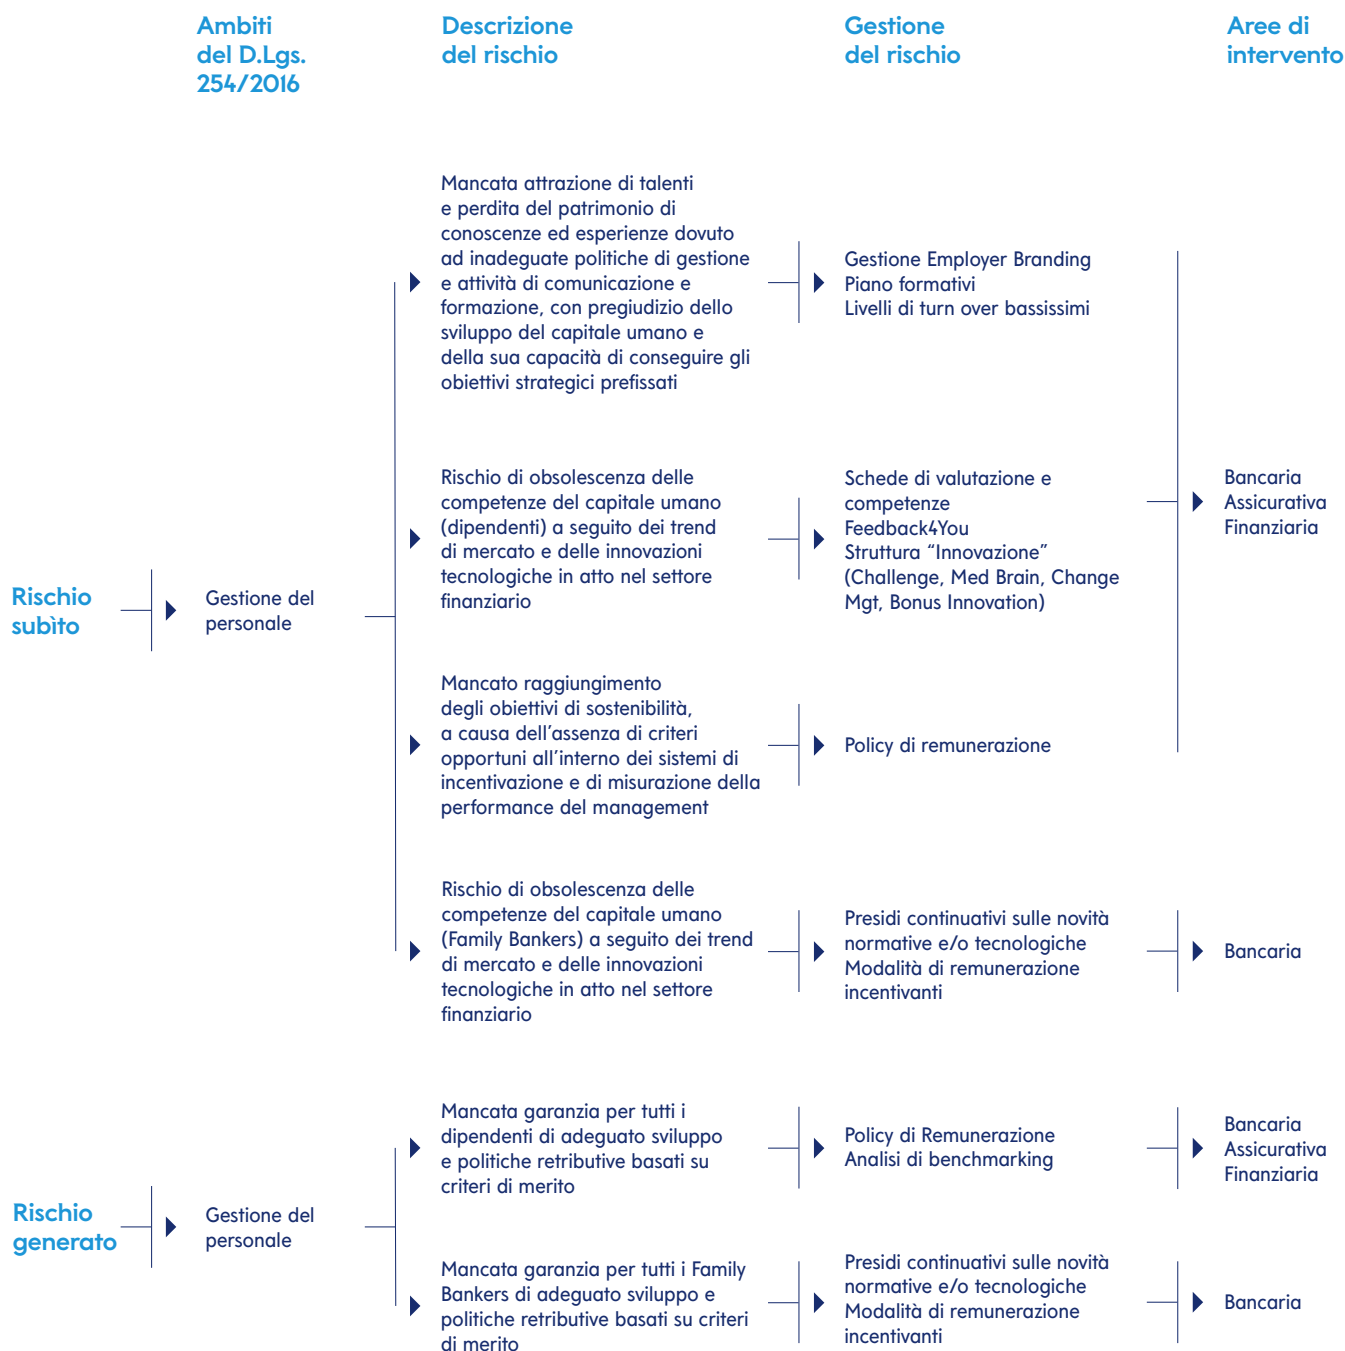 Ambiti
del D.Lgs.
254/2016
Descrizione
del rischio
Gestione
del rischio
Aree di
intervento
Rischio
subìto
Gestione del
personale
Mancata attrazione di talenti
e perdita del patrimonio di
conoscenze ed esperienze dovuto
ad inadeguate politiche di gestione
e attività di comunicazione e
formazione, con pregiudizio dello
sviluppo del capitale umano e
della sua capacità di conseguire gli
obiettivi strategici prefissati
Gestione Employer Branding
Piano formativi
Livelli di turn over bassissimi
Rischio di obsolescenza delle
competenze del capitale umano
(dipendenti) a seguito dei trend
di mercato e delle innovazioni
tecnologiche in atto nel settore
finanziario
Schede di valutazione e
competenze
Feedback4You
Struttura “Innovazione”
(Challenge, Med Brain, Change
Mgt, Bonus Innovation)
Mancato raggiungimento
degli obiettivi di sostenibilità,
a causa dell’assenza di criteri
opportuni all’interno dei sistemi di
incentivazione e di misurazione della
performance del management
Policy di remunerazione
Bancaria
Assicurativa
Finanziaria
Rischio di obsolescenza delle
competenze del capitale umano
(Family Bankers) a seguito dei trend
di mercato e delle innovazioni
tecnologiche in atto nel settore
finanziario
Presidi continuativi sulle novità
normative e/o tecnologiche
Modalità di remunerazione
incentivanti
Bancaria
Rischio
generato
Gestione del
personale
Mancata garanzia per tutti i
dipendenti di adeguato sviluppo
e politiche retributive basati su
criteri di merito
Policy di Remunerazione
Analisi di benchmarking
Bancaria
Assicurativa
Finanziaria
Mancata garanzia per tutti i Family
Bankers di adeguato sviluppo e
politiche retributive basati su criteri
di merito
Presidi continuativi sulle novità
normative e/o tecnologiche
Modalità di remunerazione
incentivanti
Bancaria